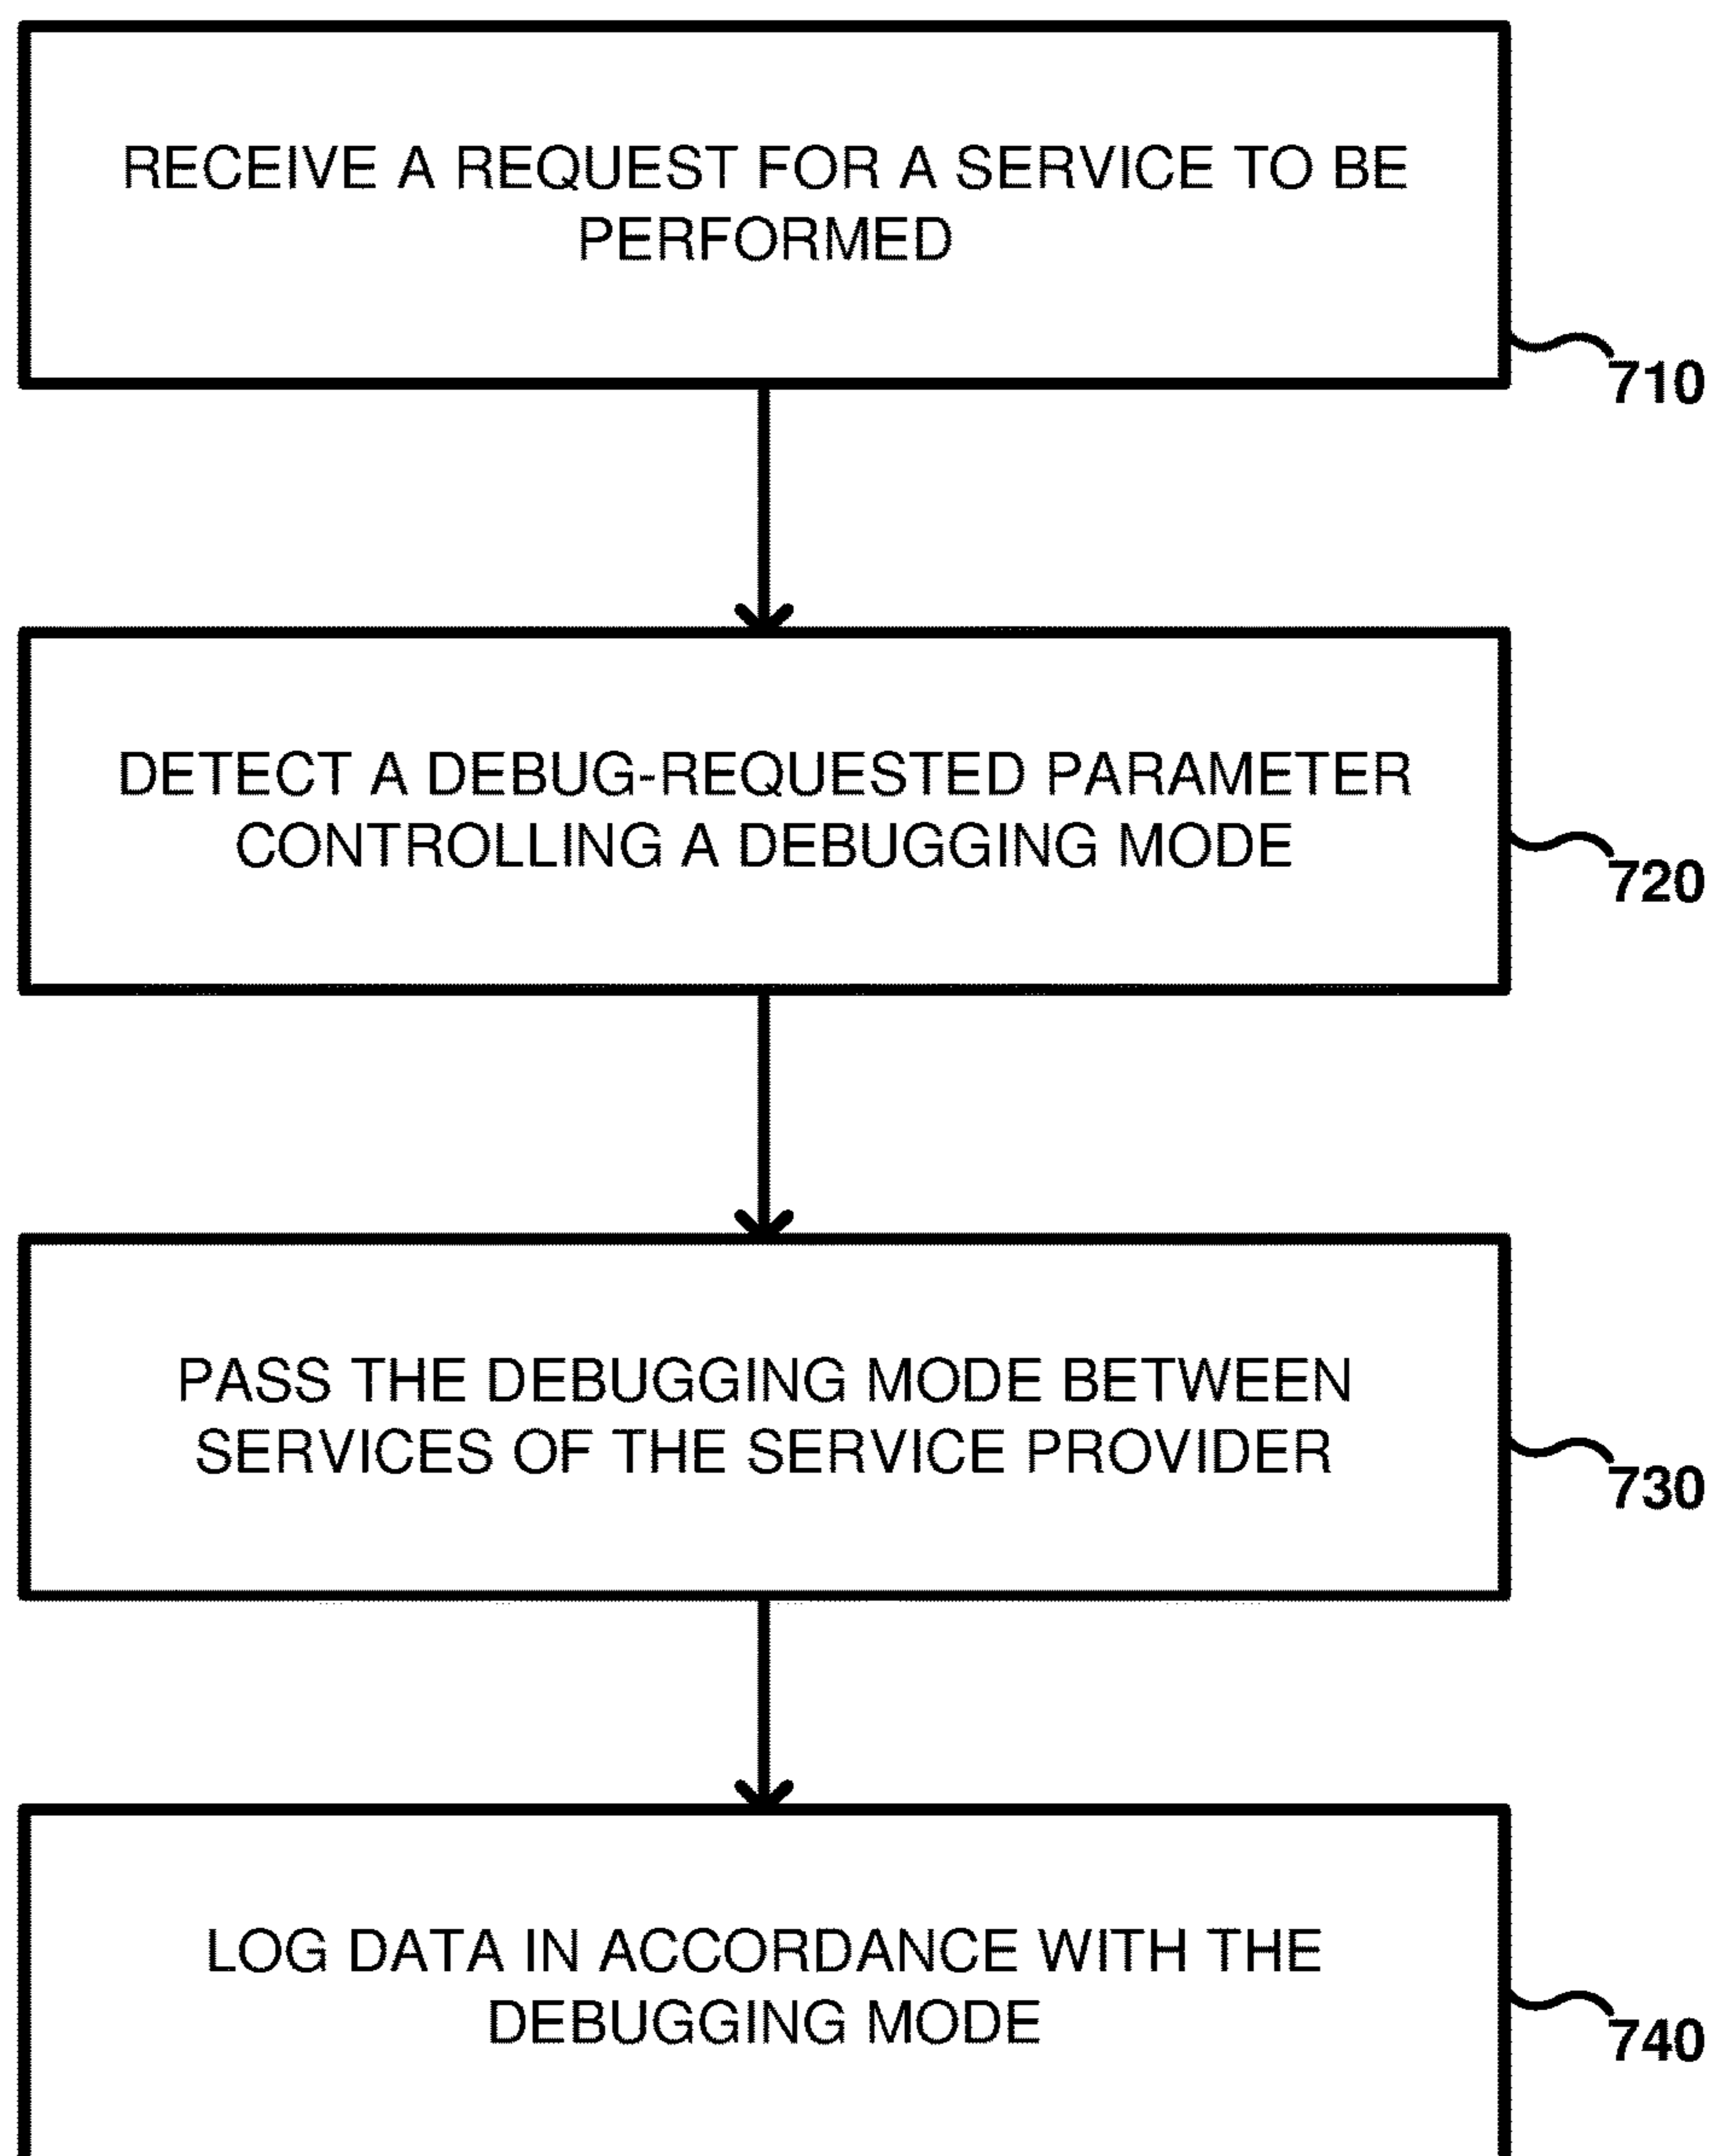 RECEIVE A REQUEST FOR A SERVICE TO BE
PERFORMED
710
DETECT A DEBUG-REQUESTED PARAMETER
CONTROLLING A DEBUGGING MODE
720
PASS THE DEBUGGING MODE BETWEEN
SERVICES OF THE SERVICE PROVIDER
730
LOG DATA IN ACCORDANCE WITH THE
DEBUGGING MODE
740